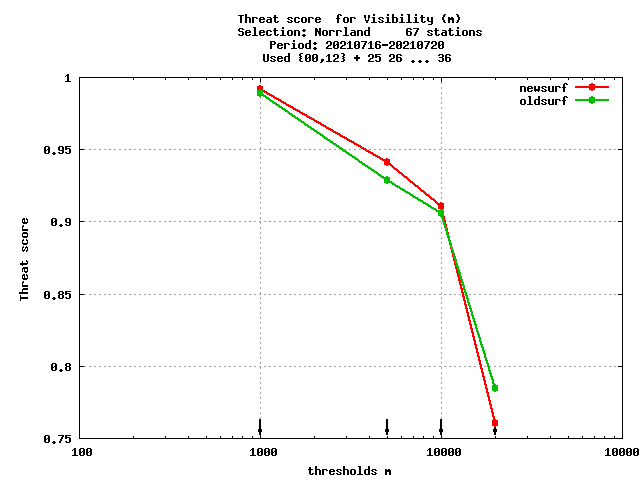 Threat score  for Visibility (m)
Selection: Norrland     67 stations
Period: 20210716-20210720
Used {00,12} + 25 26 ... 36
newsurf
oldsurf
1
0.95
0.9
0.85
0.8
0.75
Threat score
100
1000
10000
100000
thresholds m